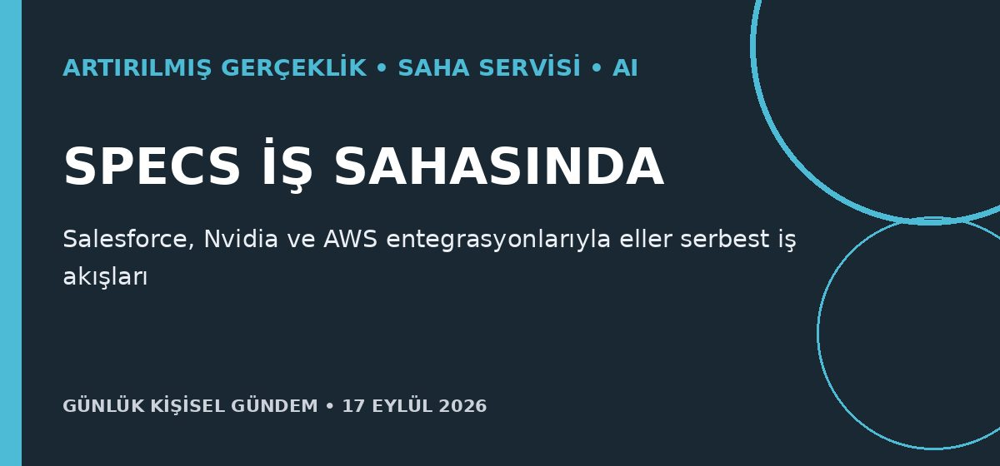 ARTIRILMIŞ GERÇEKLİK • SAHA SERVİSİ • AI
SPECS İŞ SAHASINDA
Salesforce, Nvidia ve AWS entegrasyonlarıyla eller serbest iş
akışları
GÜNLÜK KİŞİSEL GÜNDEM • 17 EYLÜL 2026